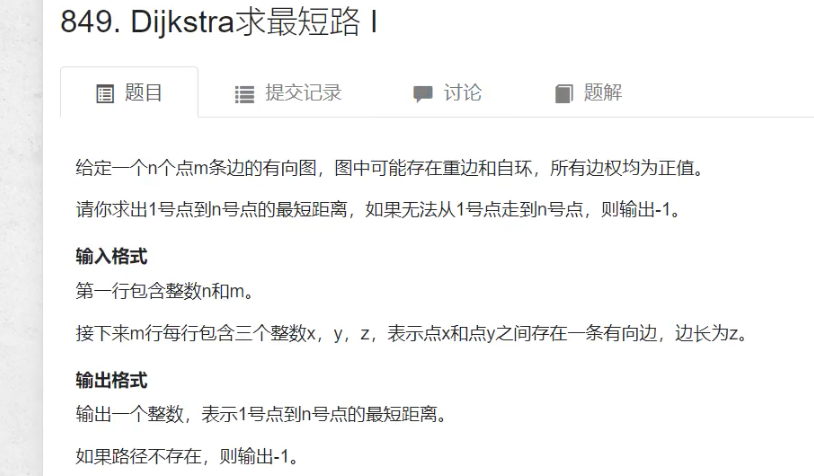 849. Dijkstra求最短路 I
题目 提交记录 讨论 题解
给定一个n个点m条边的有向图，图中可能存在重边和自环，所有边权均为正值。
请你求出1号点到n号点的最短距离，如果无法从1号点走到n号点，则输出-1。
输入格式
第一行包含整数n和m。
接下来m行每行包含三个整数x，y，z，表示点x和点y之间存在一条有向边，边长为z。
输出格式
输出一个整数，表示1号点到n号点的最短距离。
如果路径不存在，则输出-1。